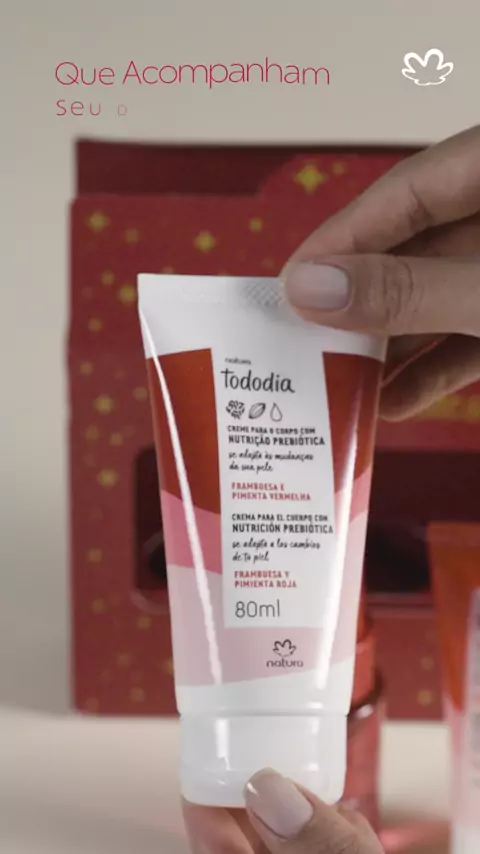 Que Acompanham
seu
natura
Tododia
CREME PARA O CORPO COM
NUTRIÇÃO PREBIÓTICA
se adapta às mudanças
da sua pele
FRAMBOESA E
PIMENTA VERMELHA
CREMA PARA EL CUERPO CON
NUTRICIÓN PREBIÓTICA
se adapta a los cambios
de tu piel
FRAMBUESA Y
PIMIENTA ROJA
80ml
natura